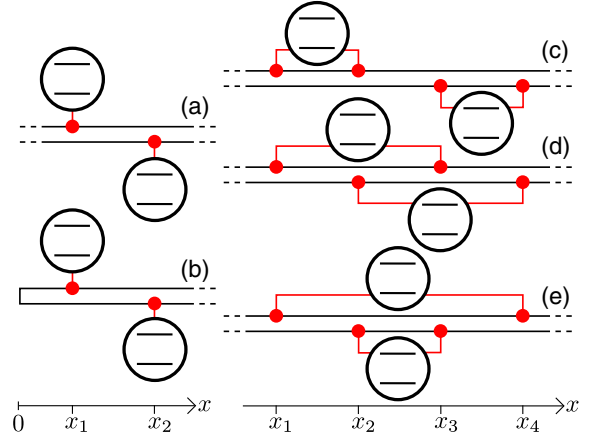 (a)
(b)
0 x₁ x₂ x
(c)
(d)
(e)
x₁ x₂ x₃ x₄ x